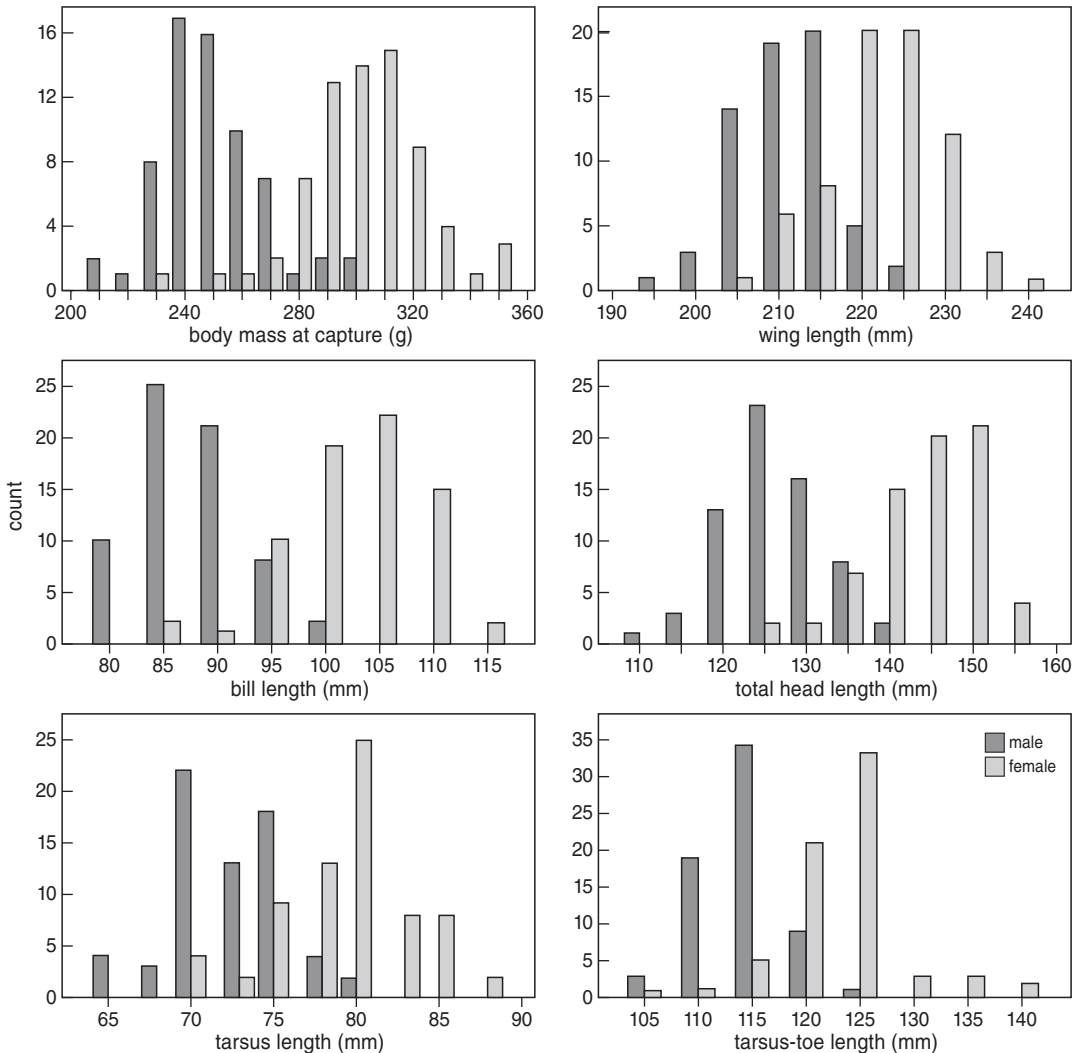 16
12
8
4
0
200 240 280 320 360
body mass at capture (g)
20
15
10
5
0
190 200 210 220 230 240
wing length (mm)
count
25
20
15
10
5
0
80 85 90 95 100 105 110 115
bill length (mm)
25
20
15
10
5
0
110 120 130 140 150 160
total head length (mm)
25
20
15
10
5
0
65 70 75 80 85 90
tarsus length (mm)
35
30
25
20
15
10
5
0
male
female
105 110 115 120 125 130 135 140
tarsus-toe length (mm)